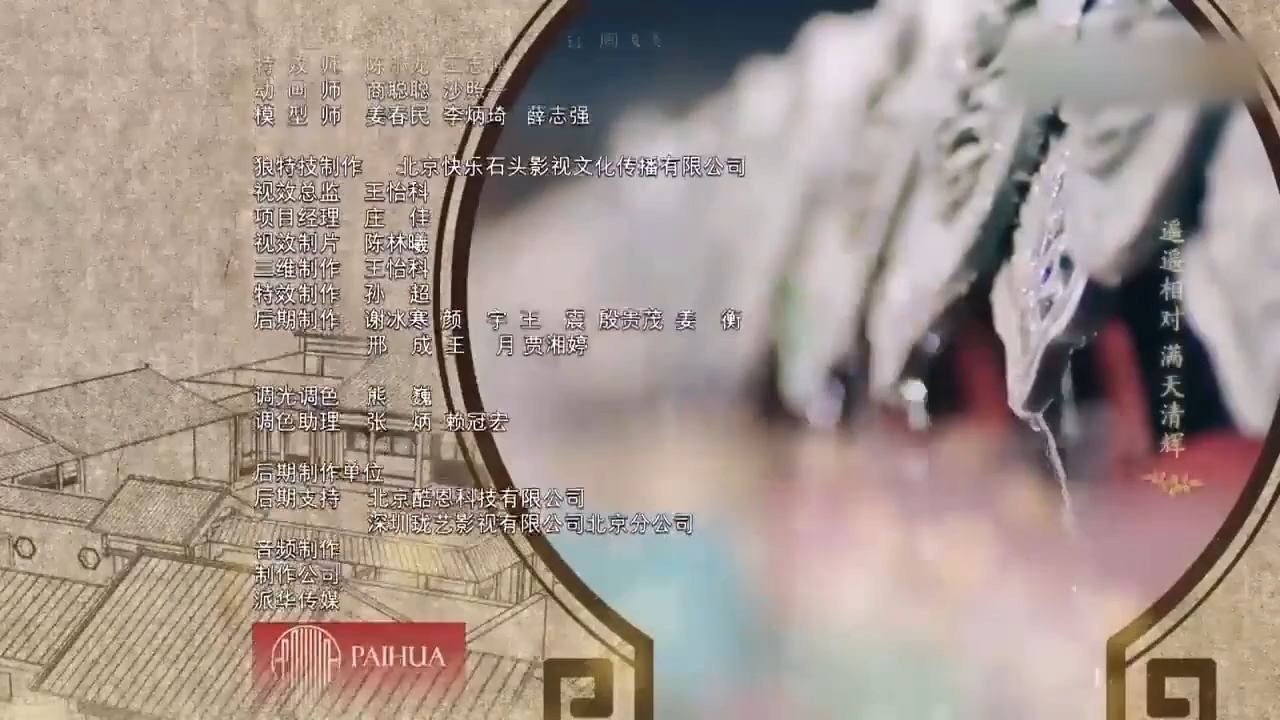 特 效 师
动 画 师 商聪聪 沙照一
模 型 师 姜春民 李炳埼 薛志强
狼特技制作 北京快乐石头影视文化传播有限公司
视效总监 王怡科
项目经理 庄 佳
视效制片 陈林曦
三维制作 王怡科
特效制作 孙 超
后期制作 谢冰寒 颜 宇 王 震 殷贵茂 姜 衡
邢 成 王 月 贾湘婷
调光调色 熊 巍
调色助理 张 炳 赖冠宏
后期制作单位
后期支持 北京酷恩科技有限公司
深圳珑艺影视有限公司北京分公司
音频制作
制作公司
派华传媒
PAIHUA
遥遥相对 满天清辉